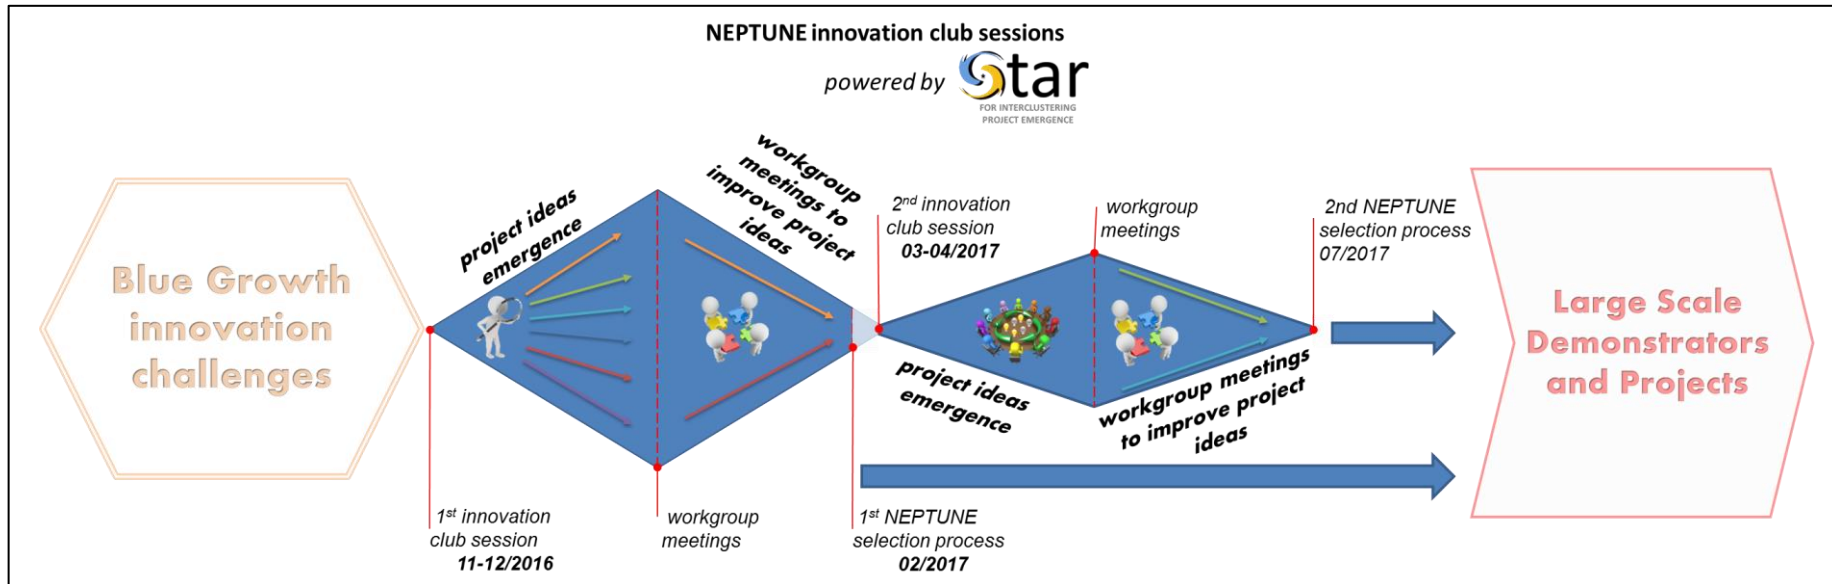 NEPTUNE innovation club sessions
powered by Star
FOR INTERCLUSTERING
PROJECT EMERGENCE
Blue Growth
innovation
challenges
project ideas
emergence
workgroup
meetings to
improve project
ideas
2nd innovation
club session
03-04/2017
workgroup
meetings
2nd NEPTUNE
selection process
07/2017
project ideas
emergence
workgroup meetings
to improve project
ideas
1st innovation
club session
11-12/2016
workgroup
meetings
1st NEPTUNE
selection process
02/2017
Large Scale
Demonstrators
and Projects